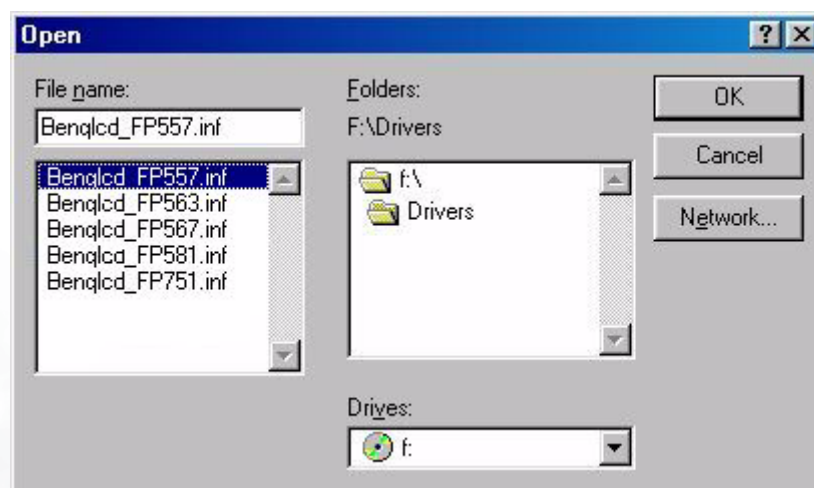 Open
File name:
Benqlcd_FP557.inf
Benqlcd_FP557.inf
Benqlcd_FP563.inf
Benqlcd_FP567.inf
Benqlcd_FP581.inf
Benqlcd_FP751.inf
Folders:
F:\Drivers
f:\
Drivers
Drives:
f:
OK
Cancel
Network...